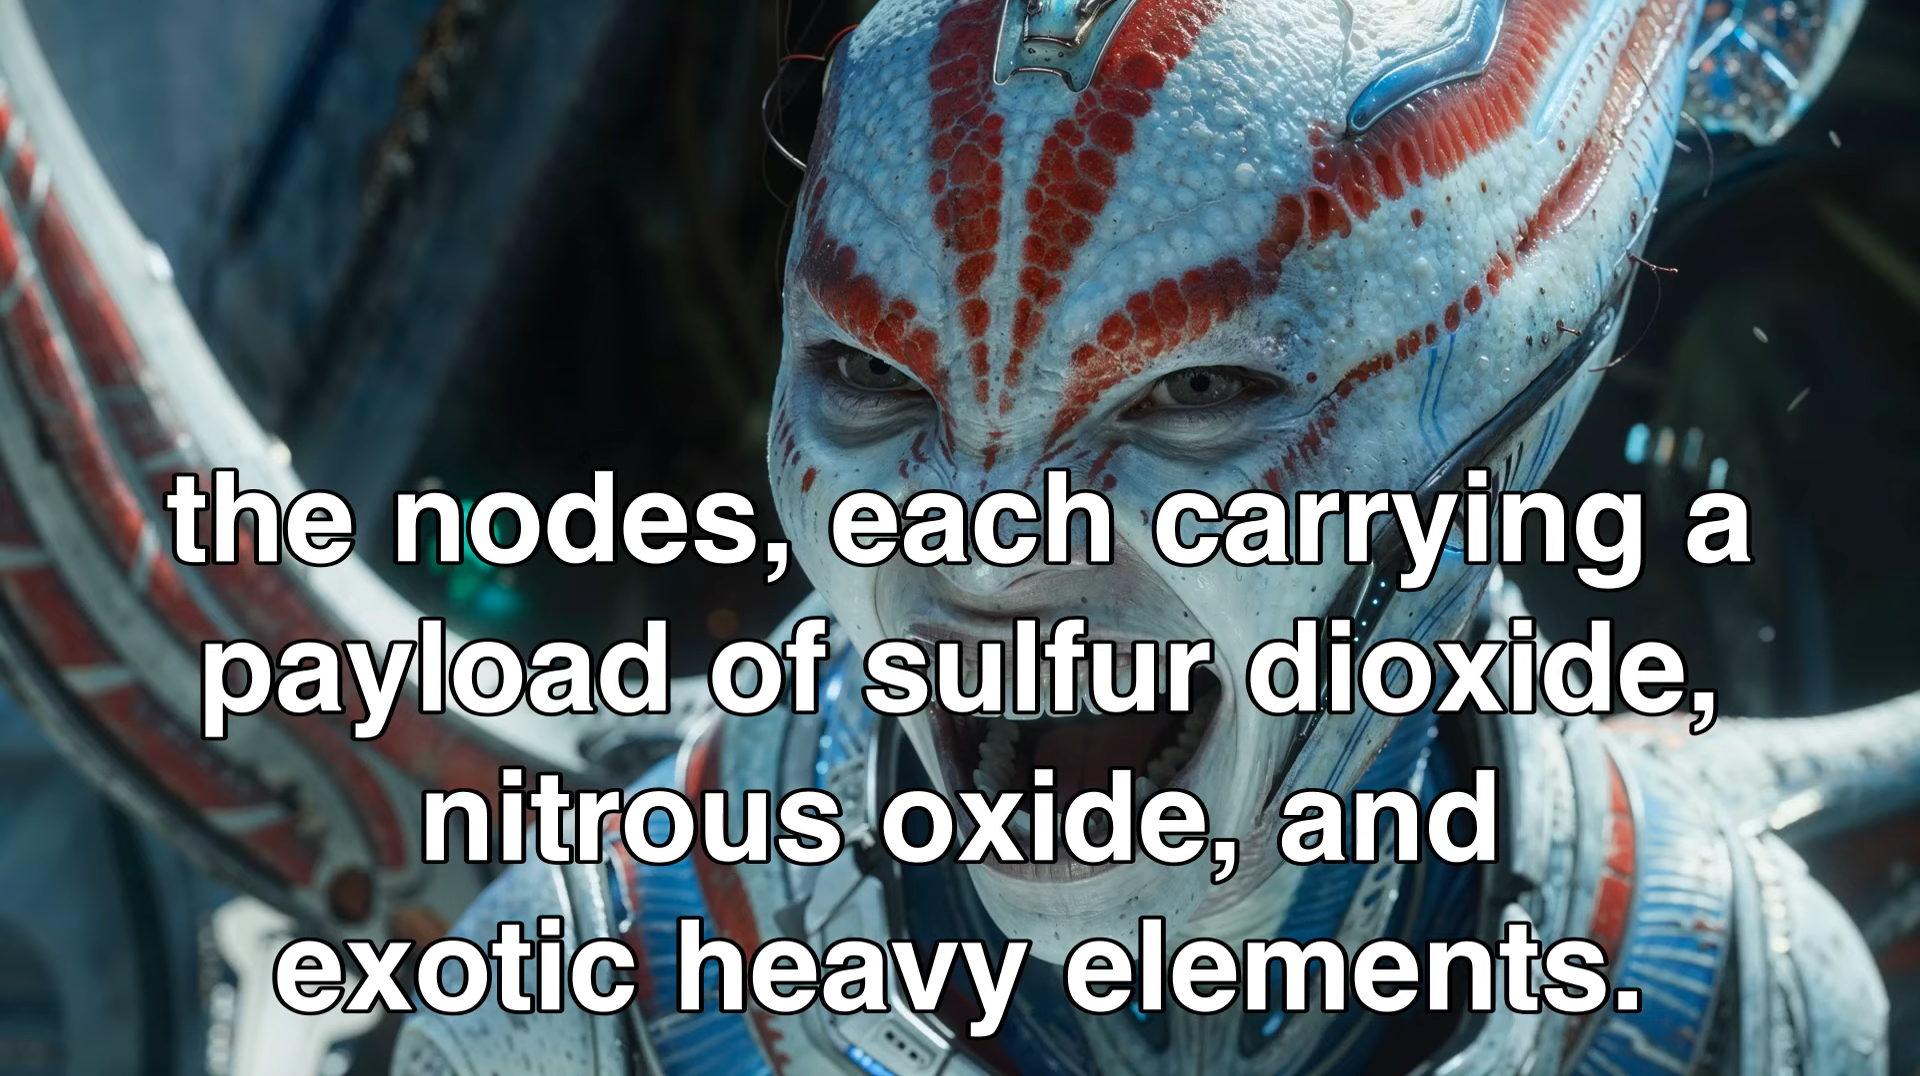 the nodes, each carrying a
payload of sulfur dioxide,
nitrous oxide, and
exotic heavy elements.